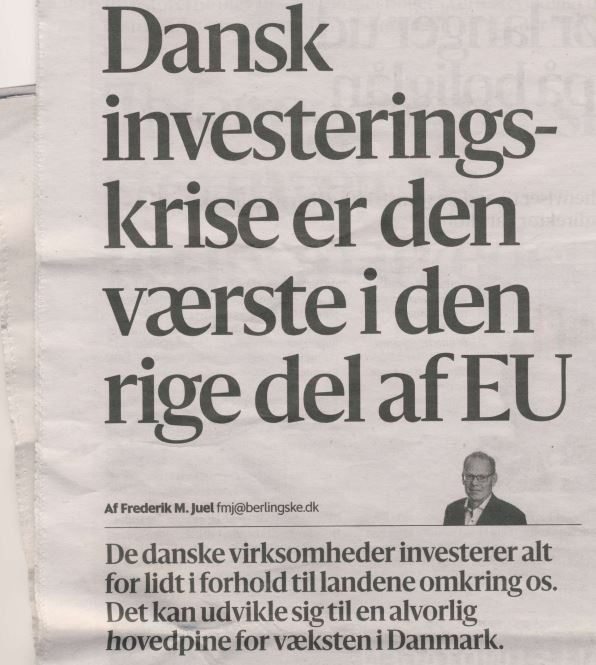 Dansk
investerings-
krise er den
værste i den
rige del af EU
Af Frederik M. Juel fmj@berlingske.dk
De danske virksomheder investerer alt
for lidt i forhold til landene omkring os.
Det kan udvikle sig til en alvorlig
hovedpine for væksten i Danmark.